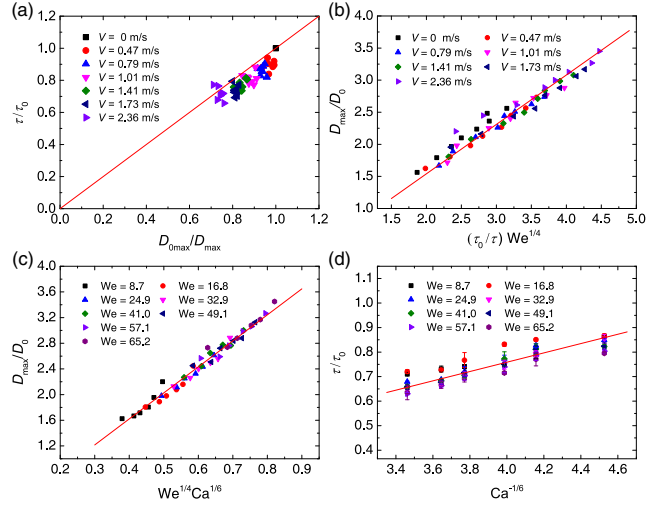 (a)
1.2
1.0
0.8
0.6
0.4
0.2
0.0
τ/τ0
V = 0 m/s
V = 0.47 m/s
V = 0.79 m/s
V = 1.01 m/s
V = 1.41 m/s
V = 1.73 m/s
V = 2.36 m/s
0.0 0.2 0.4 0.6 0.8 1.0 1.2
D0max/Dmax
(b)
4.0
3.5
3.0
2.5
2.0
1.5
1.0
Dmax/D0
V = 0 m/s V = 0.47 m/s
V = 0.79 m/s V = 1.01 m/s
V = 1.41 m/s V = 1.73 m/s
V = 2.36 m/s
1.5 2.0 2.5 3.0 3.5 4.0 4.5 5.0
(τ0/τ) We1/4
(c)
4.0
3.6
3.2
2.8
2.4
2.0
1.6
1.2
0.8
Dmax/D0
We = 8.7 We = 16.8
We = 24.9 We = 32.9
We = 41.0 We = 49.1
We = 57.1
We = 65.2
0.2 0.3 0.4 0.5 0.6 0.7 0.8 0.9 1.0
We1/4Ca1/6
(d)
1.2
1.1
1.0
0.9
0.8
0.7
0.6
0.5
0.4
τ/τ0
We = 8.7 We = 16.8
We = 24.9 We = 32.9
We = 41.0 We = 49.1
We = 57.1 We = 65.2
3.4 3.6 3.8 4.0 4.2 4.4 4.6
Ca-1/6